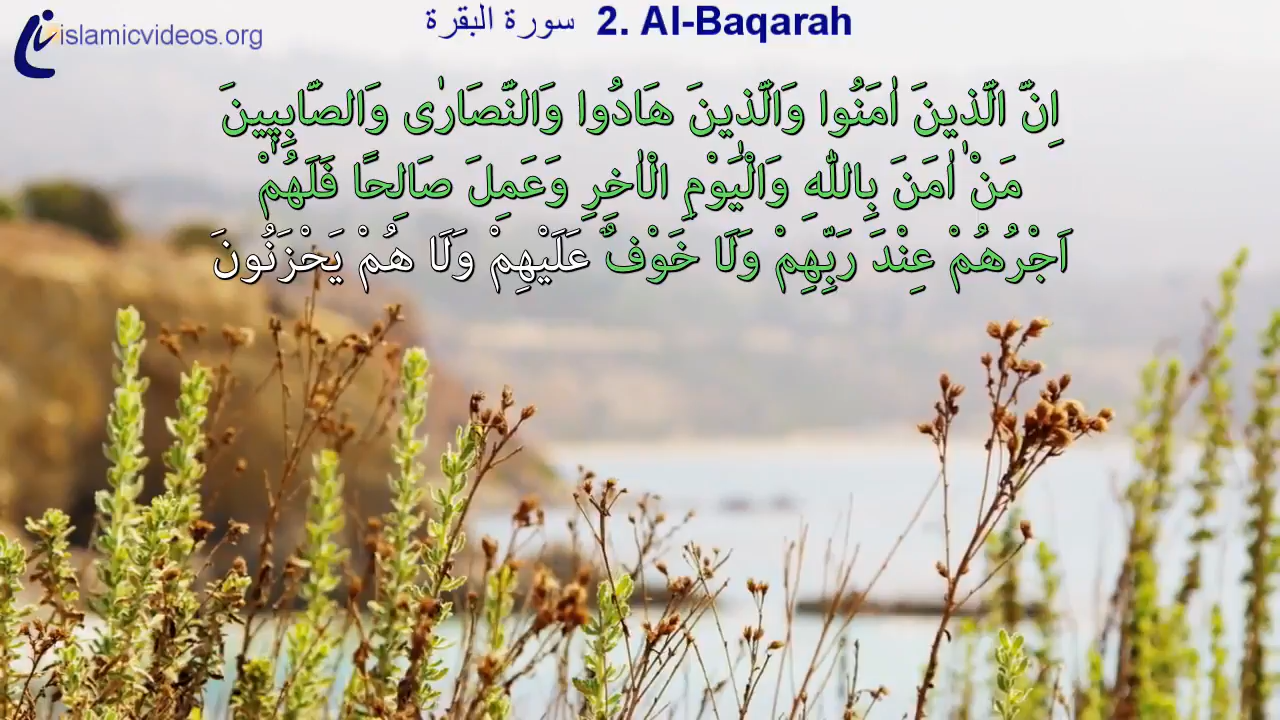 islamicvideos.org
سورة البقرة 2. Al-Baqarah
اِنَّ الَّذٖينَ اٰمَنُوا وَالَّذٖينَ هَادُوا وَالنَّصَارٰى وَالصَّابِـٖٔينَ
مَنْ اٰمَنَ بِاللّٰهِ وَالْيَوْمِ الْاٰخِرِ وَعَمِلَ صَالِحًا فَلَهُمْ
اَجْرُهُمْ عِنْدَ رَبِّهِمْ وَلَا خَوْفٌ عَلَيْهِمْ وَلَا هُمْ يَحْزَنُونَ